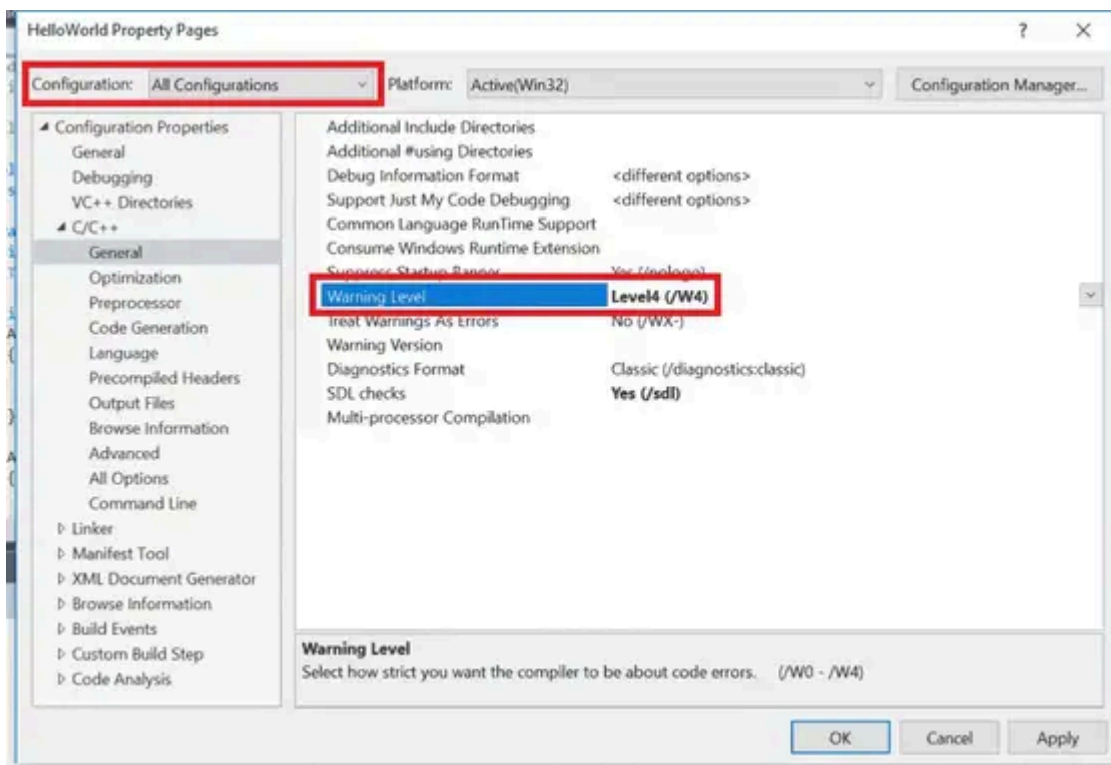 HelloWorld Property Pages
Configuration: All Configurations Platform: Active(Win32) Configuration Manager...
Configuration Properties
General
Debugging
VC++ Directories
C/C++
General
Optimization
Preprocessor
Code Generation
Language
Precompiled Headers
Output Files
Browse Information
Advanced
All Options
Command Line
Linker
Manifest Tool
XML Document Generator
Browse Information
Build Events
Custom Build Step
Code Analysis
Additional Include Directories
Additional #using Directories
Debug Information Format <different options>
Support Just My Code Debugging <different options>
Common Language RunTime Support
Consume Windows Runtime Extension
Suppress Startup Banner Yes (/nologo)
Warning Level Level4 (/W4)
Treat Warnings As Errors No (/WX-)
Warning Version
Diagnostics Format Classic (/diagnostics:classic)
SDL checks Yes (/sdl)
Multi-processor Compilation
Warning Level
Select how strict you want the compiler to be about code errors. (/W0 - /W4)
OK Cancel Apply